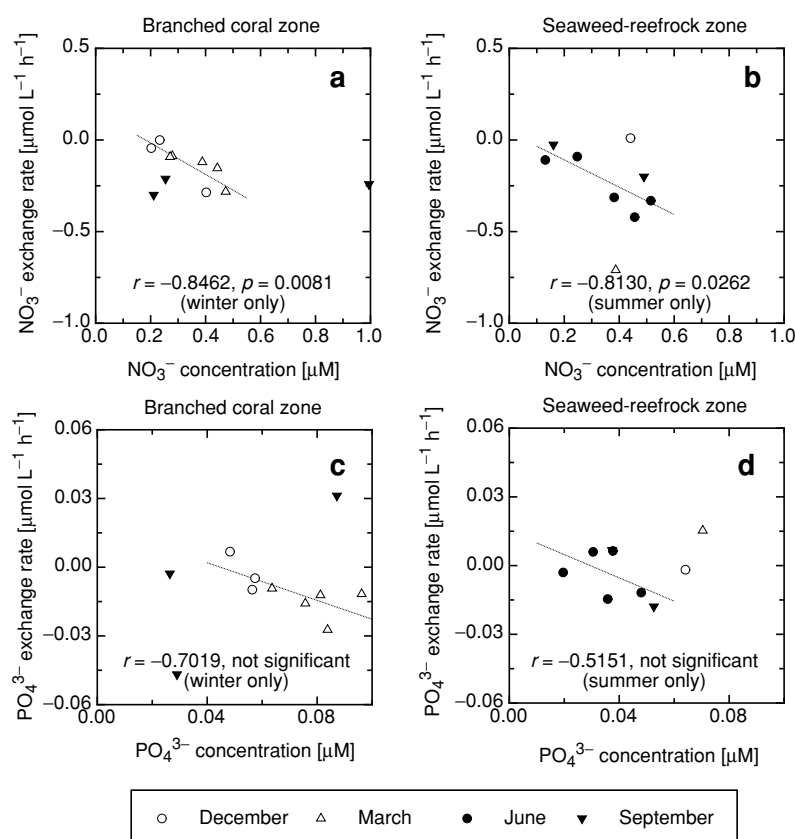 Branched coral zone
Seaweed-reefrock zone
a
b
0.5
0.0
−0.5
−1.0
NO₃⁻ exchange rate [μmol L⁻¹ h⁻¹]
r = −0.8462, p = 0.0081
(winter only)
0.0 0.2 0.4 0.6 0.8 1.0
NO₃⁻ concentration [μM]
0.5
0.0
−0.5
−1.0
NO₃⁻ exchange rate [μmol L⁻¹ h⁻¹]
r = −0.8130, p = 0.0262
(summer only)
0.0 0.2 0.4 0.6 0.8 1.0
NO₃⁻ concentration [μM]
Branched coral zone
Seaweed-reefrock zone
c
d
0.06
0.03
0.00
−0.03
−0.06
PO₄³⁻ exchange rate [μmol L⁻¹ h⁻¹]
r = −0.7019, not significant
(winter only)
0.00 0.04 0.08
PO₄³⁻ concentration [μM]
0.06
0.03
0.00
−0.03
−0.06
PO₄³⁻ exchange rate [μmol L⁻¹ h⁻¹]
r = −0.5151, not significant
(summer only)
0.00 0.04 0.08
PO₄³⁻ concentration [μM]
December March June September